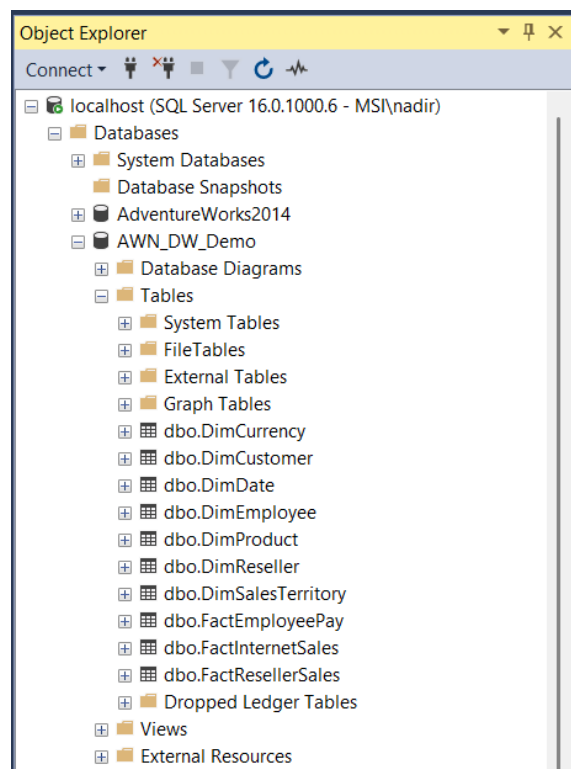 Object Explorer
Connect
localhost (SQL Server 16.0.1000.6 - MSI\nadir)
Databases
System Databases
Database Snapshots
AdventureWorks2014
AWN_DW_Demo
Database Diagrams
Tables
System Tables
FileTables
External Tables
Graph Tables
dbo.DimCurrency
dbo.DimCustomer
dbo.DimDate
dbo.DimEmployee
dbo.DimProduct
dbo.DimReseller
dbo.DimSalesTerritory
dbo.FactEmployeePay
dbo.FactInternetSales
dbo.FactResellerSales
Dropped Ledger Tables
Views
External Resources